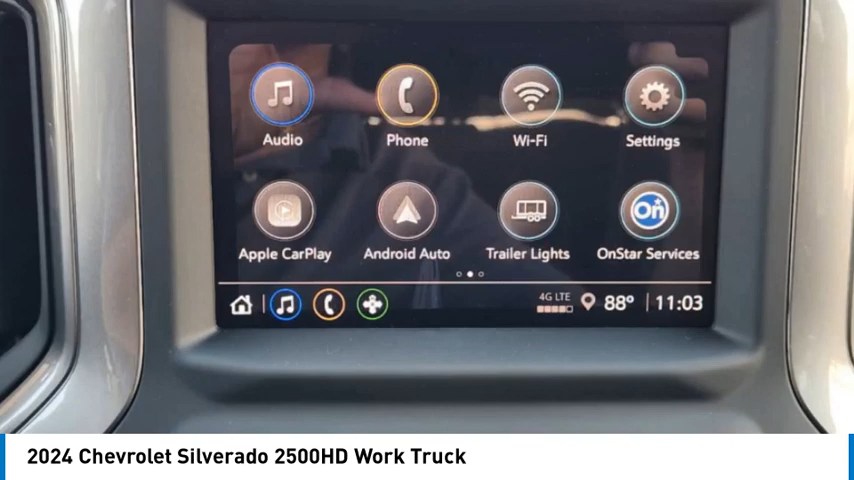 Audio Phone Wi-Fi Settings
On
Apple CarPlay Android Auto Trailer Lights OnStar Services
4G LTE 88° 11:03
2024 Chevrolet Silverado 2500HD Work Truck